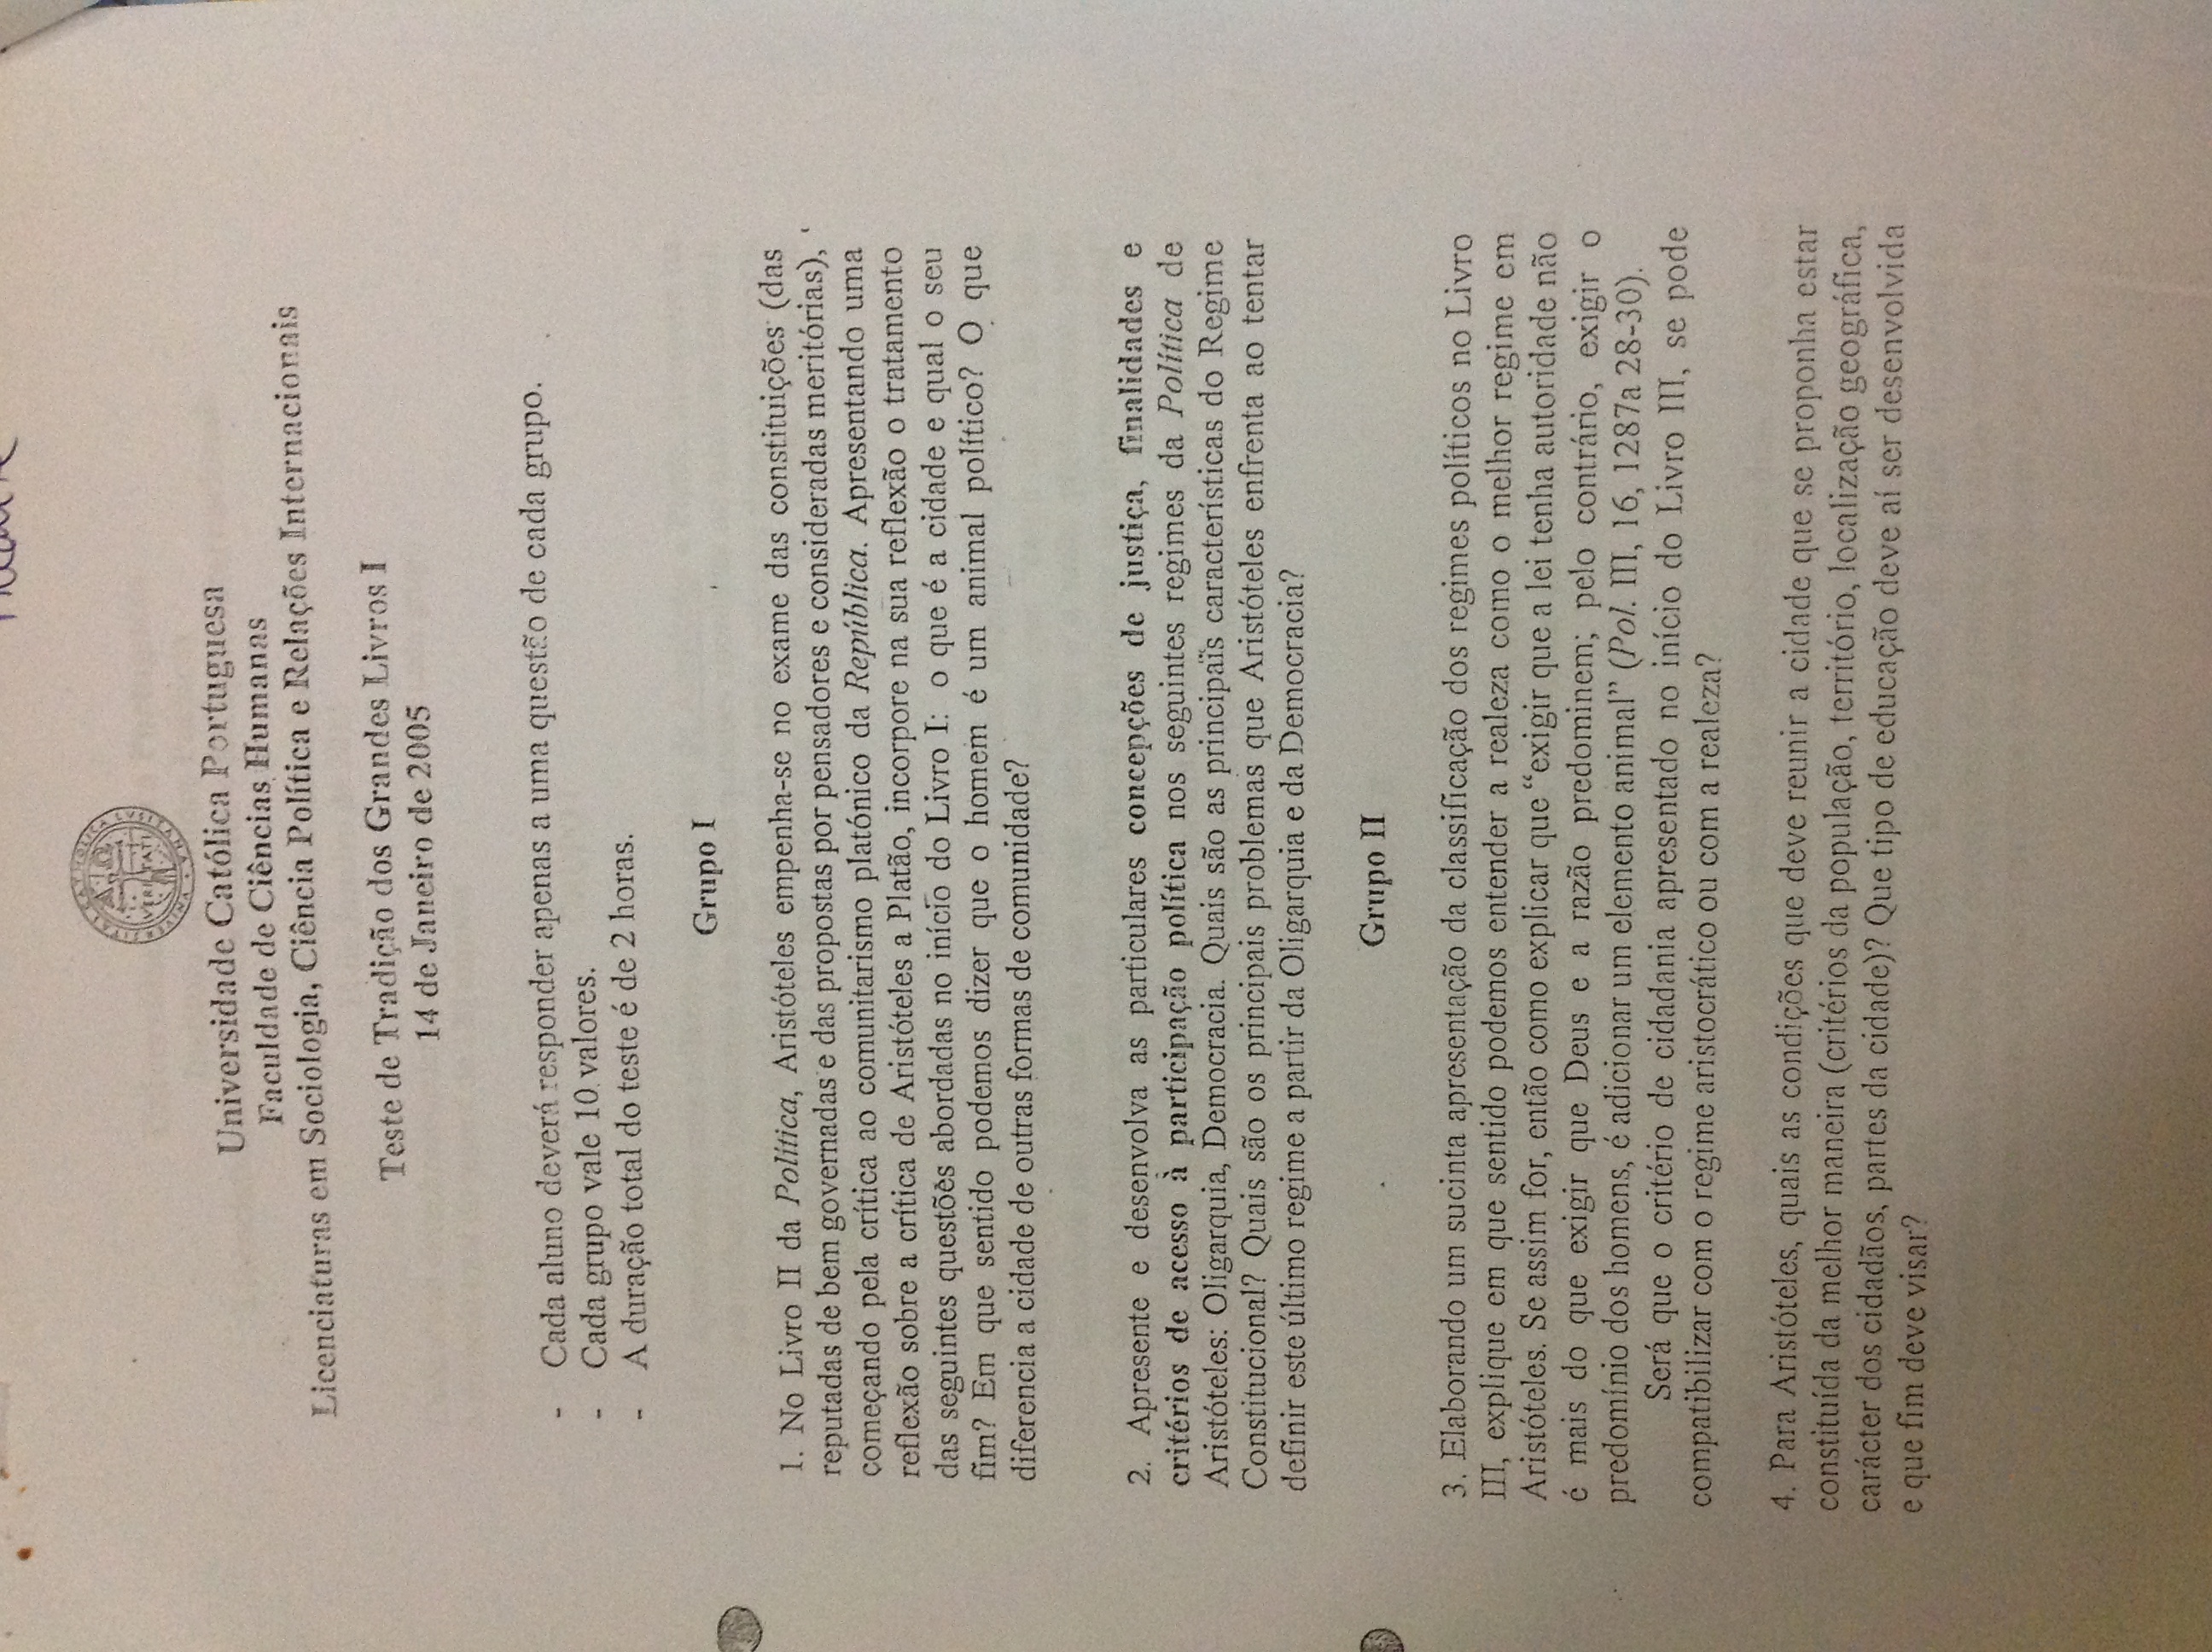 VERITATI
Universidade Católica Portuguesa
Faculdade de Ciências Humanas
Licenciaturas em Sociologia, Ciência Política e Relações Internacionais
Teste de Tradição dos Grandes Livros I
14 de Janeiro de 2005
- Cada aluno deverá responder apenas a uma questão de cada grupo.
- Cada grupo vale 10 valores.
- A duração total do teste é de 2 horas.
Grupo I
1. No Livro II da Política, Aristóteles empenha-se no exame das constituições (das
reputadas de bem governadas e das propostas por pensadores e consideradas meritórias),
começando pela crítica ao comunitarismo platónico da República. Apresentando uma
reflexão sobre a crítica de Aristóteles a Platão, incorpore na sua reflexão o tratamento
das seguintes questões abordadas no início do Livro I: o que é a cidade e qual o seu
fim? Em que sentido podemos dizer que o homem é um animal político? O que
diferencia a cidade de outras formas de comunidade?
2. Apresente e desenvolva as particulares concepções de justiça, finalidades e
critérios de acesso à participação política nos seguintes regimes da Política de
Aristóteles: Oligarquia, Democracia. Quais são as principais características do Regime
Constitucional? Quais são os principais problemas que Aristóteles enfrenta ao tentar
definir este último regime a partir da Oligarquia e da Democracia?
Grupo II
3. Elaborando um sucinta apresentação da classificação dos regimes políticos no Livro
III, explique em que sentido podemos entender a realeza como o melhor regime em
Aristóteles. Se assim for, então como explicar que “exigir que a lei tenha autoridade não
é mais do que exigir que Deus e a razão predominem; pelo contrário, exigir o
predomínio dos homens, é adicionar um elemento animal” (Pol. III, 16, 1287a 28-30).
Será que o critério de cidadania apresentado no início do Livro III, se pode
compatibilizar com o regime aristocrático ou com a realeza?
4. Para Aristóteles, quais as condições que deve reunir a cidade que se proponha estar
constituída da melhor maneira (critérios da população, território, localização geográfica,
carácter dos cidadãos, partes da cidade)? Que tipo de educação deve aí ser desenvolvida
e que fim deve visar?